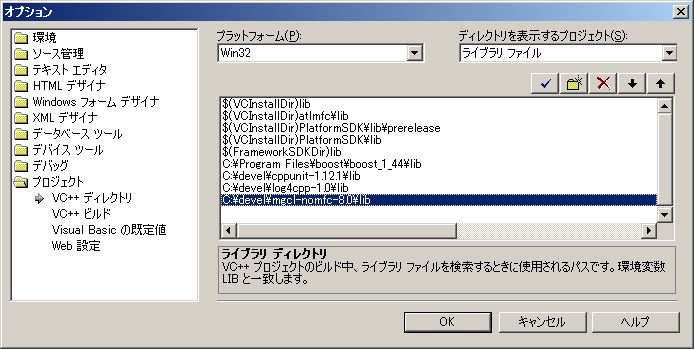 オプション
環境
ソース管理
テキスト エディタ
HTML デザイナ
Windows フォーム デザイナ
XML デザイナ
データベース ツール
デバイス ツール
デバッグ
プロジェクト
VC++ ディレクトリ
VC++ ビルド
Visual Basic の既定値
Web 設定
プラットフォーム(P):
Win32
ディレクトリを表示するプロジェクト(S):
ライブラリ ファイル
$(VCInstallDir)lib
$(VCInstallDir)atlmfc¥lib
$(VCInstallDir)PlatformSDK¥lib¥prerelease
$(VCInstallDir)PlatformSDK¥lib
$(FrameworkSDKDir)lib
C:¥Program Files¥boost¥boost_1_44¥lib
C:¥devel¥cppunit-1.12.1¥lib
C:¥devel¥log4cpp-1.0¥lib
C:¥devel¥mgcl-nomfc-8.0¥lib
ライブラリ ディレクトリ
VC++ プロジェクトのビルド中、ライブラリ ファイルを検索するときに使用されるパスです。環境変数
LIB と一致します。
OK
キャンセル
ヘルプ